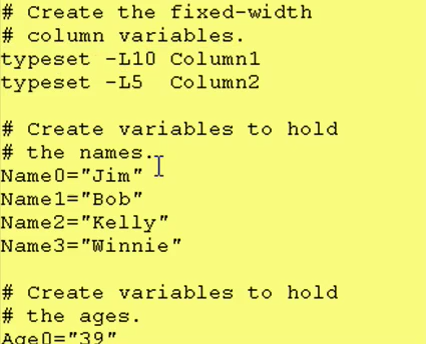 # Create the fixed-width
# column variables.
typeset -L10 Column1
typeset -L5  Column2
# Create variables to hold
# the names.
Name0="Jim"
Name1="Bob"
Name2="Kelly"
Name3="Winnie"
# Create variables to hold
# the ages.
Age0="39"